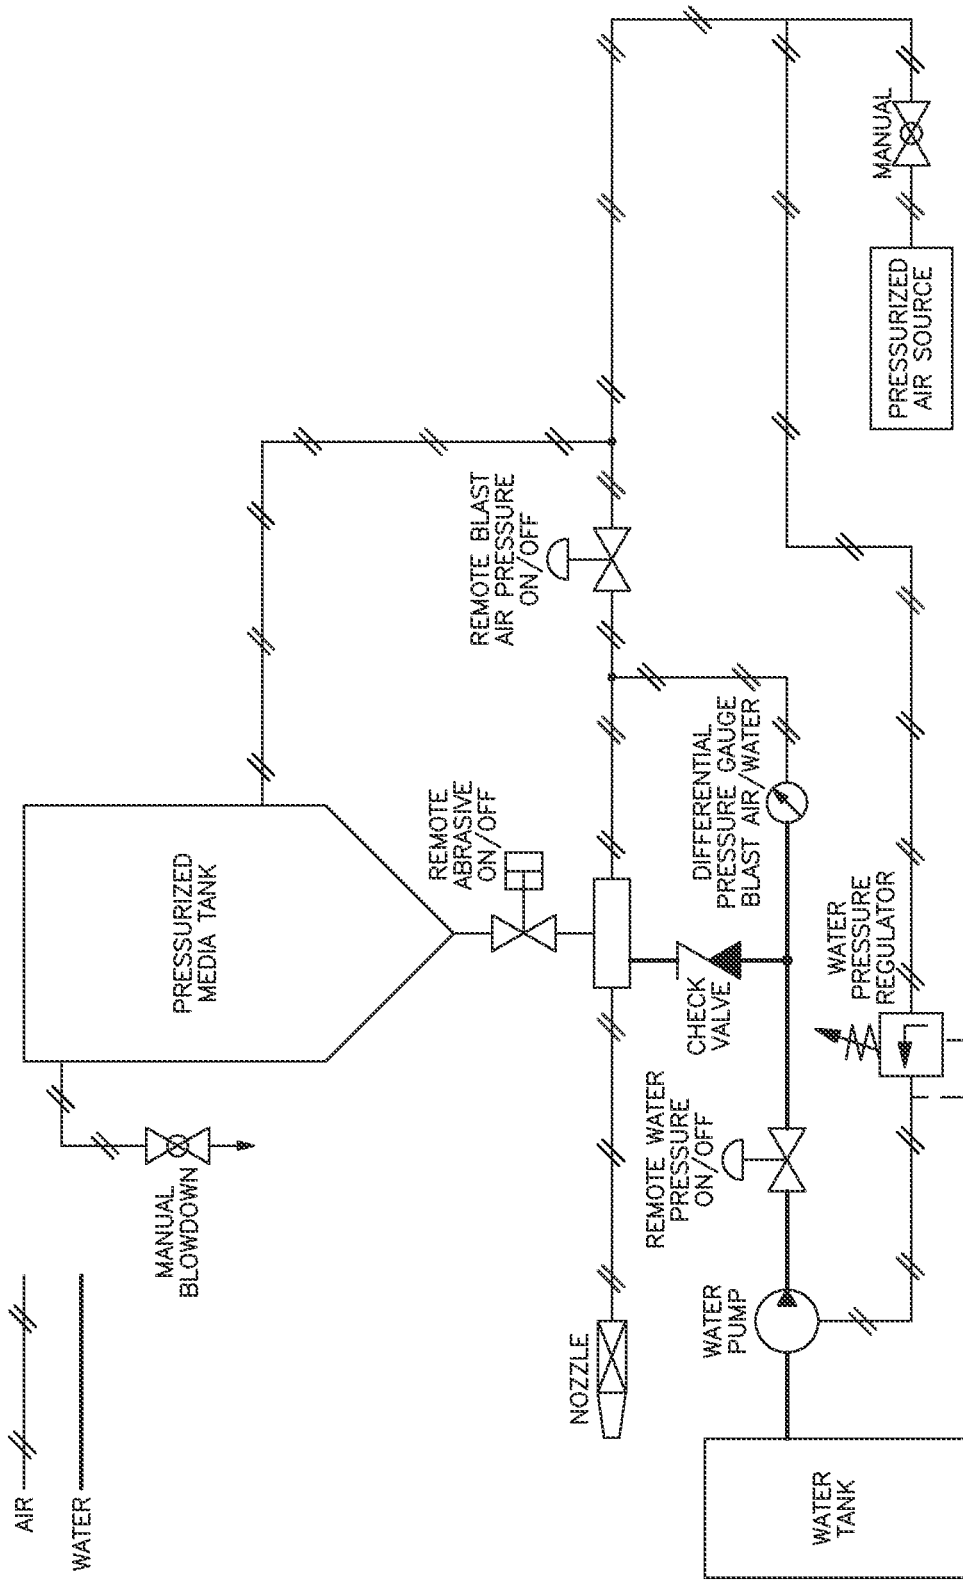 AIR
WATER
MANUAL
BLOWDOWN
PRESSURIZED
MEDIA TANK
REMOTE
ABRASIVE
ON/OFF
REMOTE BLAST
AIR PRESSURE
ON/OFF
NOZZLE
CHECK
VALVE
DIFFERENTIAL
PRESSURE GAUGE
BLAST AIR/WATER
REMOTE WATER
PRESSURE
ON/OFF
WATER
PUMP
WATER
TANK
WATER
PRESSURE
REGULATOR
MANUAL
PRESSURIZED
AIR SOURCE